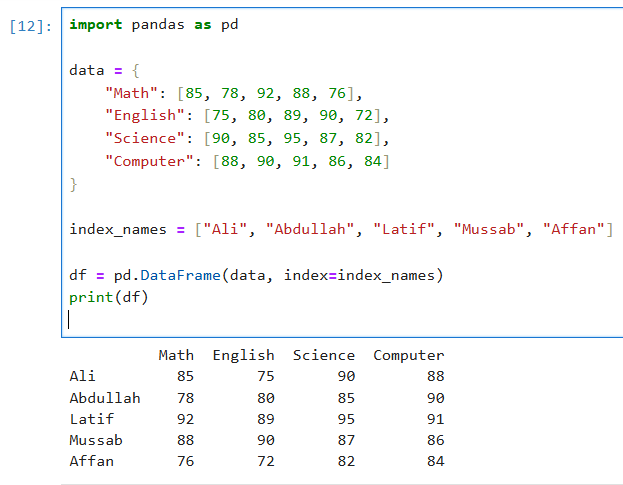 [12]: import pandas as pd
data = {
    "Math": [85, 78, 92, 88, 76],
    "English": [75, 80, 89, 90, 72],
    "Science": [90, 85, 95, 87, 82],
    "Computer": [88, 90, 91, 86, 84]
}
index_names = ["Ali", "Abdullah", "Latif", "Mussab", "Affan"]
df = pd.DataFrame(data, index=index_names)
print(df)
          Math  English  Science  Computer
Ali         85       75       90        88
Abdullah    78       80       85        90
Latif       92       89       95        91
Mussab      88       90       87        86
Affan       76       72       82        84